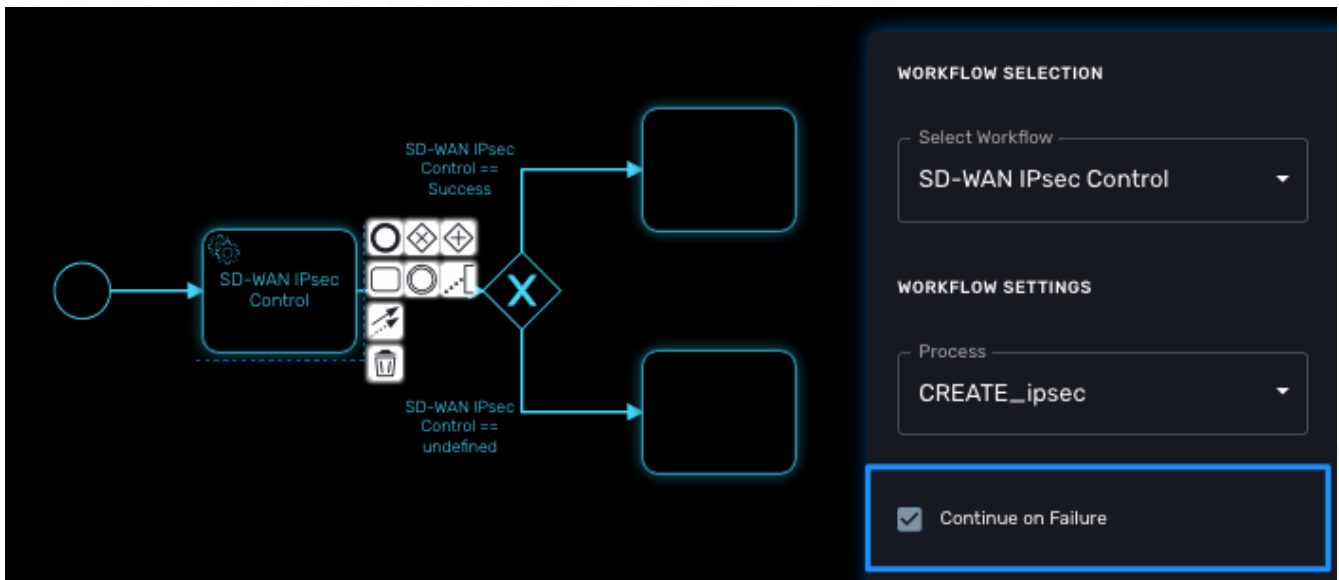 SD-WAN IPsec
Control ==
Success
SD-WAN IPsec
Control
X
SD-WAN IPsec
Control ==
undefined
WORKFLOW SELECTION
Select Workflow
SD-WAN IPsec Control
WORKFLOW SETTINGS
Process
CREATE_ipsec
Continue on Failure